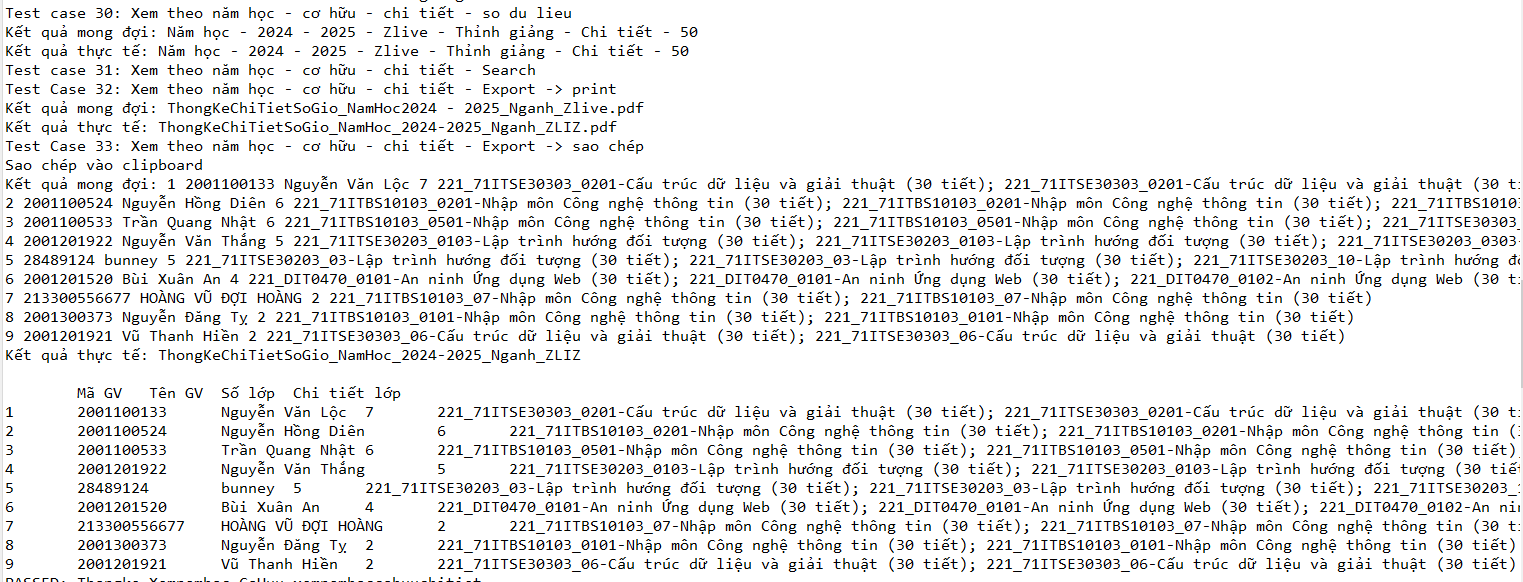 Test case 30: Xem theo năm học - cơ hữu - chi tiết - so du lieu
Kết quả mong đợi: Năm học - 2024 - 2025 - Zlive - Thỉnh giảng - Chi tiết - 50
Kết quả thực tế: Năm học - 2024 - 2025 - Zlive - Thỉnh giảng - Chi tiết - 50
Test case 31: Xem theo năm học - cơ hữu - chi tiết - Search
Test Case 32: Xem theo năm học - cơ hữu - chi tiết - Export -> print
Kết quả mong đợi: ThongKeChiTietSoGio_NamHoc2024 - 2025_Nganh_Zlive.pdf
Kết quả thực tế: ThongKeChiTietSoGio_NamHoc_2024-2025_Nganh_ZLIZ.pdf
Test Case 33: Xem theo năm học - cơ hữu - chi tiết - Export -> sao chép
Sao chép vào clipboard
Kết quả mong đợi: 1 2001100133 Nguyễn Văn Lộc 7 221_71ITSE30303_0201-Cấu trúc dữ liệu và giải thuật (30 tiết); 221_71ITSE30303_0201-Cấu trúc dữ liệu và giải thuật (30
2 2001100524 Nguyễn Hồng Diên 6 221_71ITBS10103_0201-Nhập môn Công nghệ thông tin (30 tiết); 221_71ITBS10103_0201-Nhập môn Công nghệ thông tin (30 tiết); 221_71ITBS10103
3 2001100533 Trần Quang Nhật 6 221_71ITBS10103_0501-Nhập môn Công nghệ thông tin (30 tiết); 221_71ITBS10103_0501-Nhập môn Công nghệ thông tin (30 tiết); 221_71ITSE30303_
4 2001201922 Nguyễn Văn Thắng 5 221_71ITSE30203_0103-Lập trình hướng đối tượng (30 tiết); 221_71ITSE30203_0103-Lập trình hướng đối tượng (30 tiết); 221_71ITSE30203_0303-
5 28489124 bunney 5 221_71ITSE30203_03-Lập trình hướng đối tượng (30 tiết); 221_71ITSE30203_03-Lập trình hướng đối tượng (30 tiết); 221_71ITSE30203_10-Lập trình hướng
6 2001201520 Bùi Xuân An 4 221_DIT0470_0101-An ninh Ứng dụng Web (30 tiết); 221_DIT0470_0101-An ninh Ứng dụng Web (30 tiết); 221_DIT0470_0102-An ninh Ứng dụng Web (30
7 213300556677 HOÀNG VŨ ĐỢI HOÀNG 2 221_71ITBS10103_07-Nhập môn Công nghệ thông tin (30 tiết); 221_71ITBS10103_07-Nhập môn Công nghệ thông tin (30 tiết)
8 2001300373 Nguyễn Đăng Tỵ 2 221_71ITBS10103_0101-Nhập môn Công nghệ thông tin (30 tiết); 221_71ITBS10103_0101-Nhập môn Công nghệ thông tin (30 tiết)
9 2001201921 Vũ Thanh Hiền 2 221_71ITSE30303_06-Cấu trúc dữ liệu và giải thuật (30 tiết); 221_71ITSE30303_06-Cấu trúc dữ liệu và giải thuật (30 tiết)
Kết quả thực tế: ThongKeChiTietSoGio_NamHoc_2024-2025_Nganh_ZLIZ
Mã GV Tên GV Số lớp Chi tiết lớp
1 2001100133 Nguyễn Văn Lộc 7 221_71ITSE30303_0201-Cấu trúc dữ liệu và giải thuật (30 tiết); 221_71ITSE30303_0201-Cấu trúc dữ liệu và giải thuật (30
2 2001100524 Nguyễn Hồng Diên 6 221_71ITBS10103_0201-Nhập môn Công nghệ thông tin (30 tiết); 221_71ITBS10103_0201-Nhập môn Công nghệ thông tin
3 2001100533 Trần Quang Nhật 6 221_71ITBS10103_0501-Nhập môn Công nghệ thông tin (30 tiết); 221_71ITBS10103_0501-Nhập môn Công nghệ thông tin (30 tiết)
4 2001201922 Nguyễn Văn Thắng 5 221_71ITSE30203_0103-Lập trình hướng đối tượng (30 tiết); 221_71ITSE30203_0103-Lập trình hướng đối tượng (30
5 28489124 bunney 5 221_71ITSE30203_03-Lập trình hướng đối tượng (30 tiết); 221_71ITSE30203_03-Lập trình hướng đối tượng (30 tiết); 221_71ITSE30203_
6 2001201520 Bùi Xuân An 4 221_DIT0470_0101-An ninh Ứng dụng Web (30 tiết); 221_DIT0470_0101-An ninh Ứng dụng Web (30 tiết); 221_DIT0470_0102-An
7 213300556677 HOÀNG VŨ ĐỢI HOÀNG 2 221_71ITBS10103_07-Nhập môn Công nghệ thông tin (30 tiết); 221_71ITBS10103_07-Nhập môn Công nghệ thông tin (30
8 2001300373 Nguyễn Đăng Tỵ 2 221_71ITBS10103_0101-Nhập môn Công nghệ thông tin (30 tiết); 221_71ITBS10103_0101-Nhập môn Công nghệ thông tin (30 tiết)
9 2001201921 Vũ Thanh Hiền 2 221_71ITSE30303_06-Cấu trúc dữ liệu và giải thuật (30 tiết); 221_71ITSE30303_06-Cấu trúc dữ liệu và giải thuật (30 tiết)